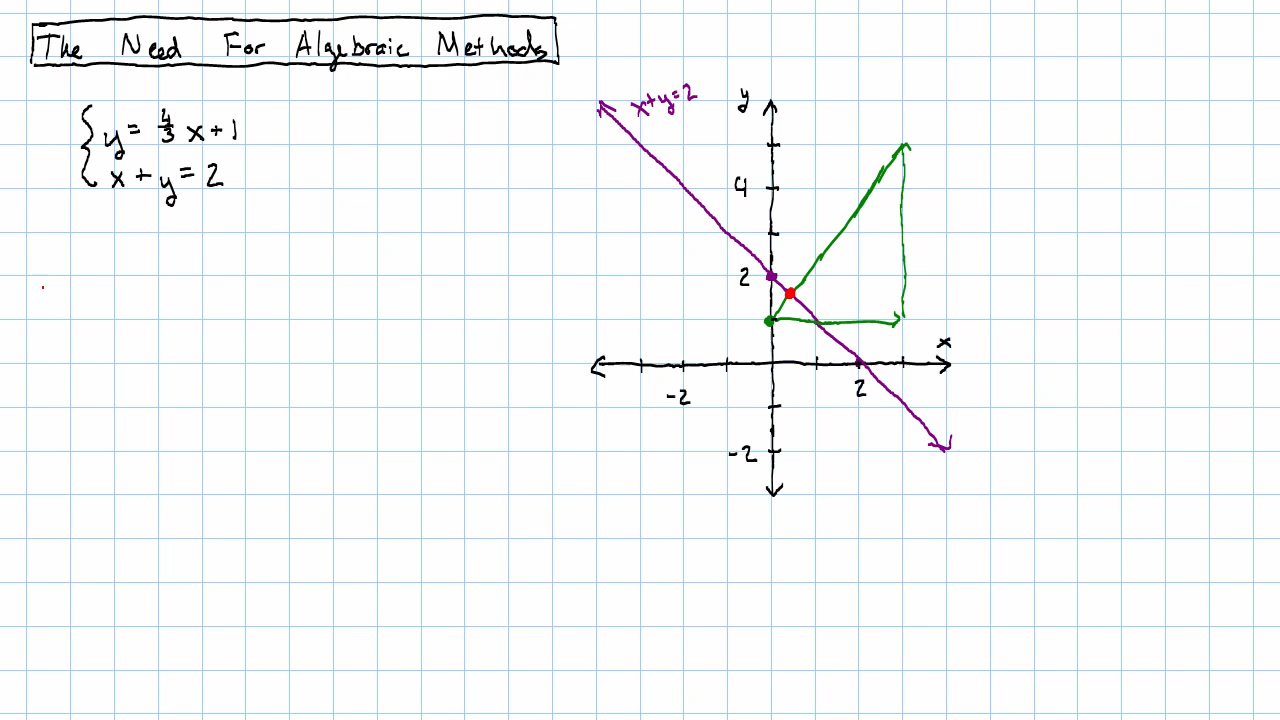 The Need For Algebraic Methods
y = 4/3 x + 1
x + y = 2
x+y=2
y
4
2
x
-2
2
-2